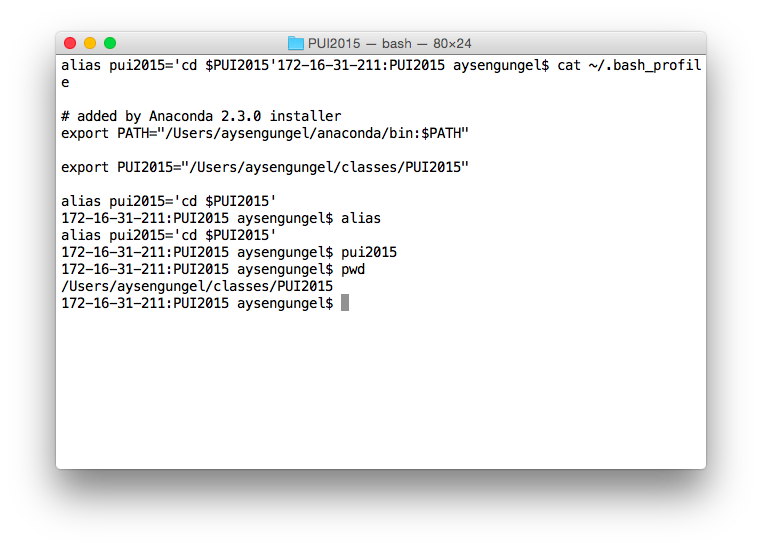 PUI2015 — bash — 80×24
alias pui2015='cd $PUI2015'172-16-31-211:PUI2015 aysengungel$ cat ~/.bash_profil
e
# added by Anaconda 2.3.0 installer
export PATH="/Users/aysengungel/anaconda/bin:$PATH"
export PUI2015="/Users/aysengungel/classes/PUI2015"
alias pui2015='cd $PUI2015'
172-16-31-211:PUI2015 aysengungel$ alias
alias pui2015='cd $PUI2015'
172-16-31-211:PUI2015 aysengungel$ pui2015
172-16-31-211:PUI2015 aysengungel$ pwd
/Users/aysengungel/classes/PUI2015
172-16-31-211:PUI2015 aysengungel$